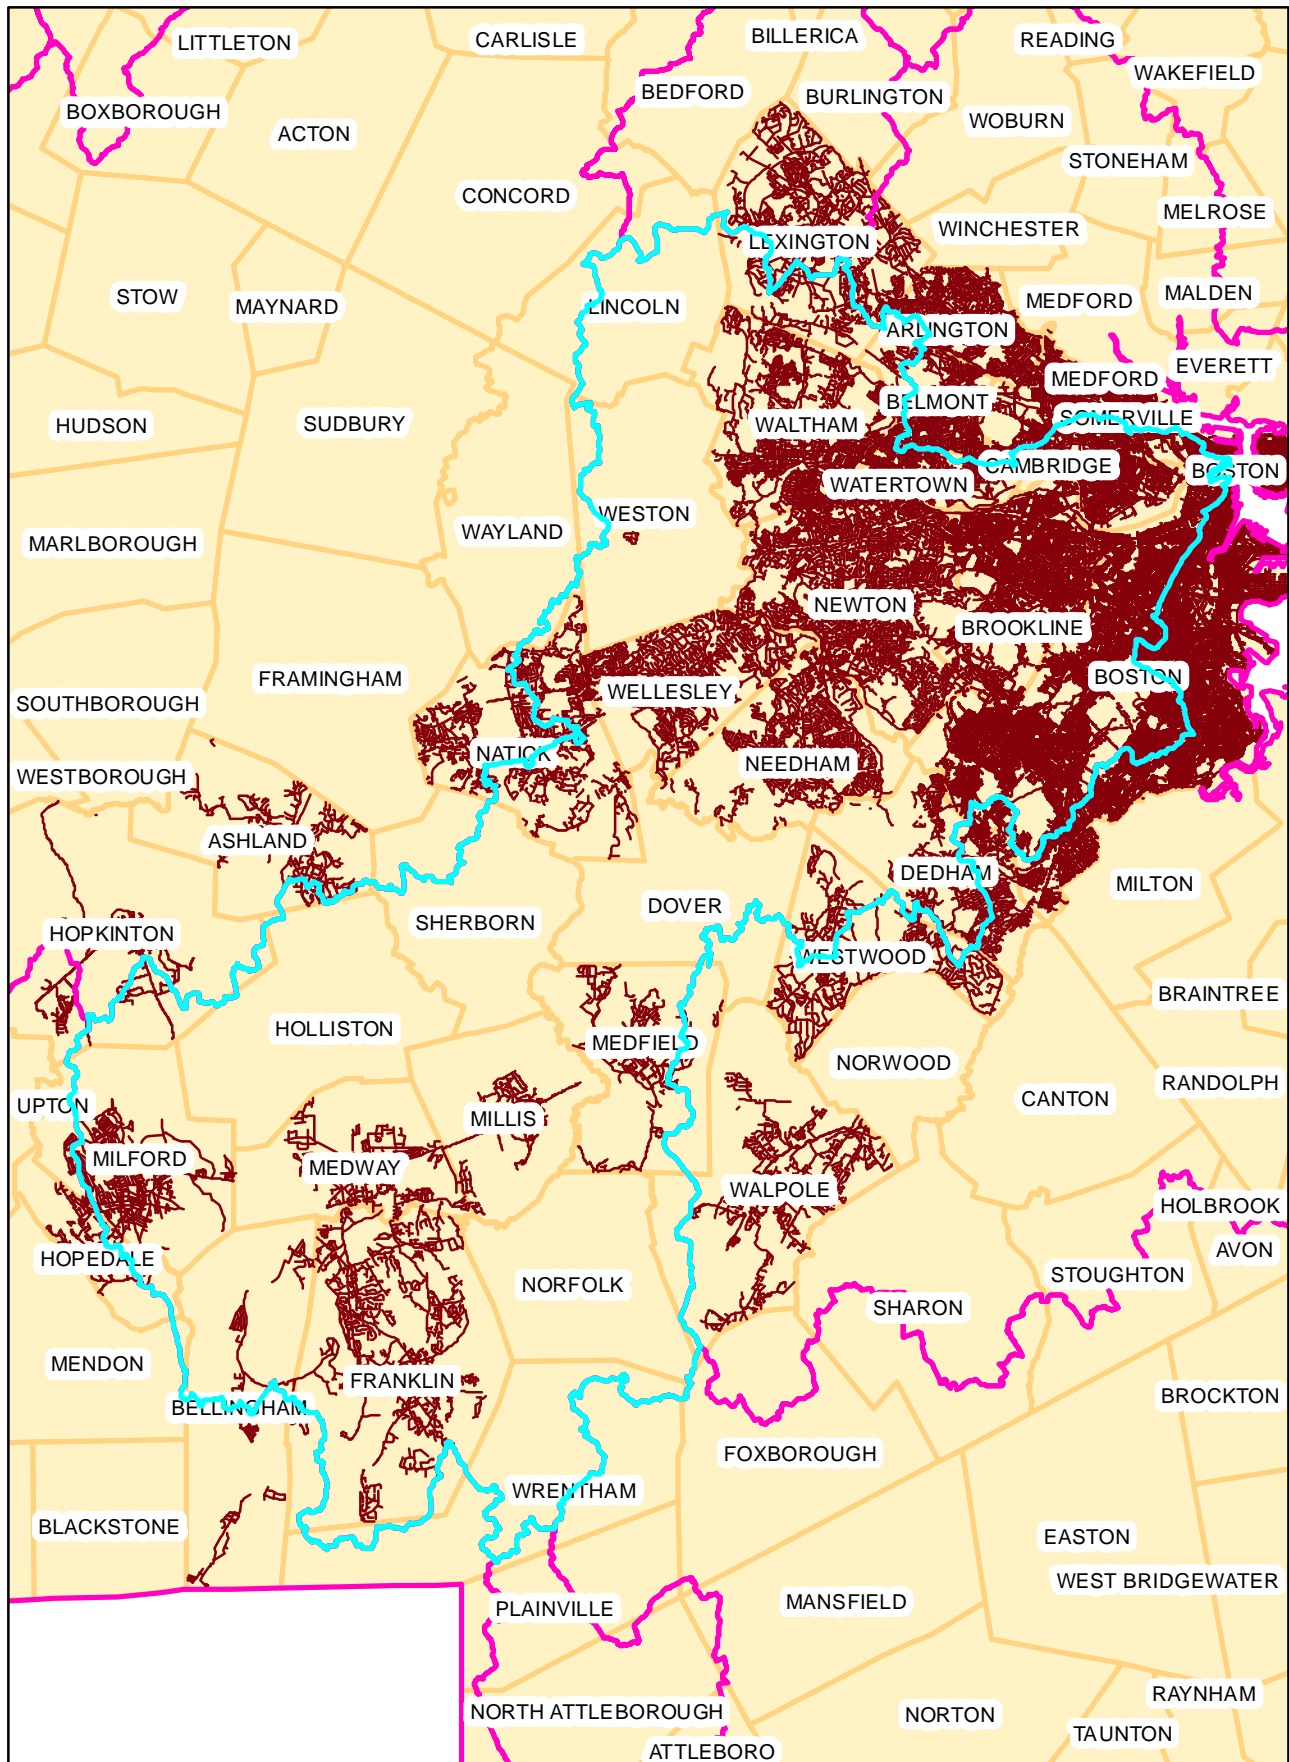 LITTLETON
CARLISLE
BILLERICA
READING
WAKEFIELD
BEDFORD
BURLINGTON
BOXBOROUGH
WOBURN
ACTON
STONEHAM
CONCORD
MELROSE
WINCHESTER
LEXINGTON
STOW
MAYNARD
LINCOLN
MEDFORD
MALDEN
ARLINGTON
EVERETT
MEDFORD
BELMONT
HUDSON
SUDBURY
WALTHAM
SOMERVILLE
CAMBRIDGE
BOSTON
WATERTOWN
WESTON
WAYLAND
MARLBOROUGH
NEWTON
BROOKLINE
FRAMINGHAM
BOSTON
WELLESLEY
SOUTHBOROUGH
NATICK
NEEDHAM
WESTBOROUGH
ASHLAND
DEDHAM
MILTON
DOVER
SHERBORN
HOPKINTON
WESTWOOD
BRAINTREE
HOLLISTON
MEDFIELD
NORWOOD
RANDOLPH
CANTON
UPTON
MILLIS
MILFORD
MEDWAY
WALPOLE
HOLBROOK
AVON
HOPEDALE
STOUGHTON
NORFOLK
SHARON
MENDON
FRANKLIN
BROCKTON
BELLINGHAM
FOXBOROUGH
WRENTHAM
BLACKSTONE
EASTON
WEST BRIDGEWATER
MANSFIELD
PLAINVILLE
RAYNHAM
NORTH ATTLEBOROUGH
NORTON
TAUNTON
ATTLEBORO